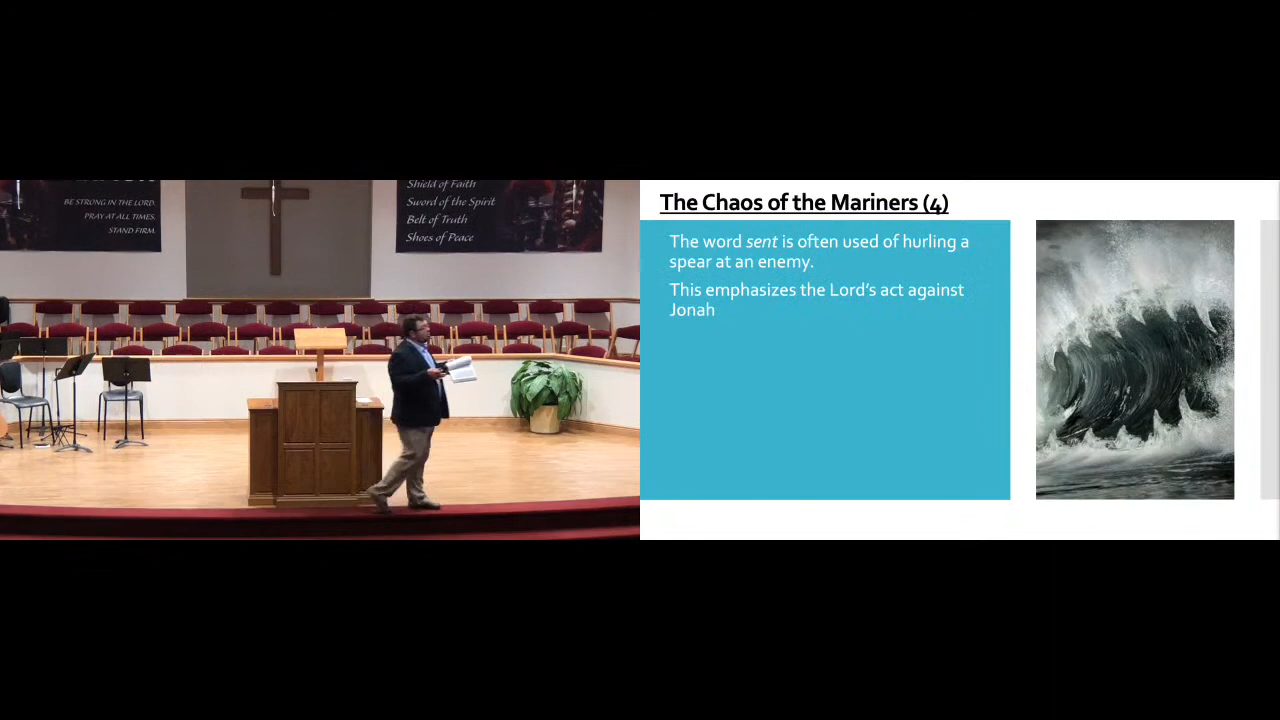 BE STRONG IN THE LORD.
PRAY AT ALL TIMES.
STAND FIRM.
Shield of Faith
Sword of the Spirit
Belt of Truth
Shoes of Peace
The Chaos of the Mariners (4)
The word sent is often used of hurling a
spear at an enemy.
This emphasizes the Lord's act against
Jonah